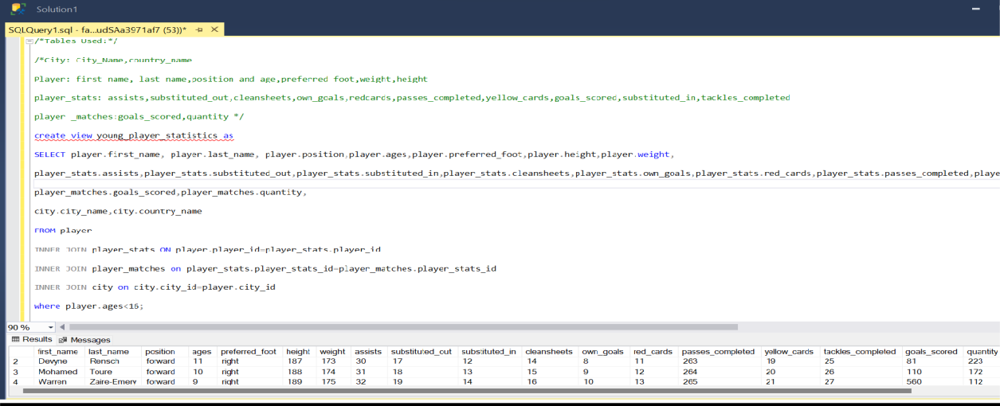 Solution1
SQLQuery1.sql - fa...udSAa3971af7 (53))*
/*Tables Used:*/
/*City: City_Name,country_name
Player: first name, last name,position and age,preferred foot,weight,height
player_stats: assists,substituted_out,cleansheets,own_goals,redcards,passes_completed,yellow_cards,goals_scored,substituted_in,tackles_completed
player _matches:goals_scored,quantity */
create view young_player_statistics as
SELECT player.first_name, player.last_name, player.position,player.ages,player.preferred_foot,player.height,player.weight,
player_stats.assists,player_stats.substituted_out,player_stats.substituted_in,player_stats.cleansheets,player_stats.own_goals,player_stats.red_cards,player_stats.passes_completed,playe
player_matches.goals_scored,player_matches.quantity,
city.city_name,city.country_name
FROM player
INNER JOIN player_stats ON player.player_id=player_stats.player_id
INNER JOIN player_matches on player_stats.player_stats_id=player_matches.player_stats_id
INNER JOIN city on city.city_id=player.city_id
where player.ages<16;
90 %
Results Messages
first_name last_name position ages preferred_foot height weight assists substituted_out substituted_in cleansheets own_goals red_cards passes_completed yellow_cards tackles_completed goals_scored quantity
2 Devyne Rensch forward 11 right 187 173 30 17 12 14 8 11 263 19 25 81 223
3 Mohamed Toure forward 10 right 188 174 31 18 13 15 9 12 264 20 26 110 172
4 Warren Zaire-Emery forward 9 right 189 175 32 19 14 16 10 13 265 21 27 560 112